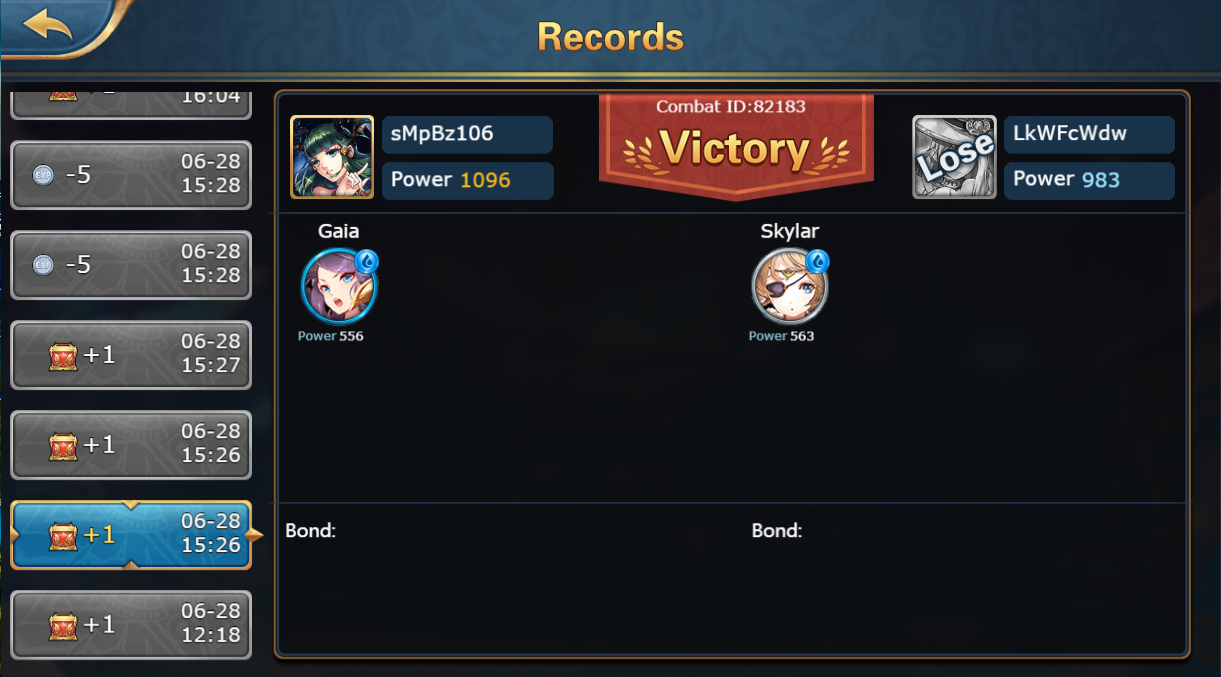 Records
16:04
EXP -5
06-28
15:28
EXP -5
06-28
15:28
+1
06-28
15:27
+1
06-28
15:26
+1
06-28
15:26
+1
06-28
12:18
sMpBz106
Power 1096
Combat ID:82183
Victory
Lose
LkWFcWdw
Power 983
Gaia
Power 556
Skylar
Power 563
Bond:
Bond: